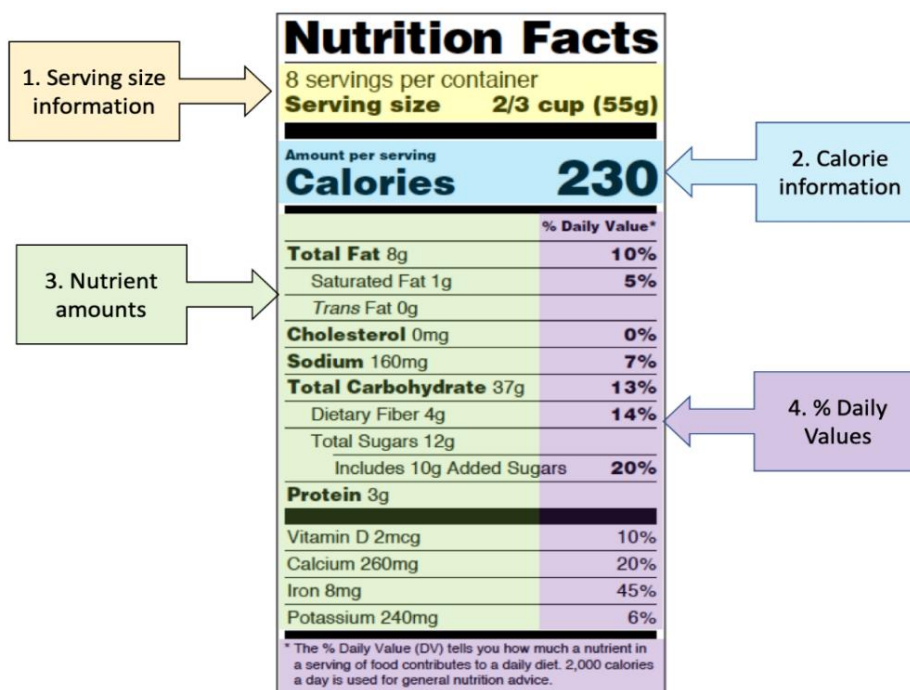 Nutrition Facts
1. Serving size
information
8 servings per container
Serving size 2/3 cup (55g)
Amount per serving
Calories 230
2. Calorie
information
% Daily Value*
Total Fat 8g 10%
Saturated Fat 1g 5%
Trans Fat 0g
3. Nutrient
amounts
Cholesterol 0mg 0%
Sodium 160mg 7%
Total Carbohydrate 37g 13%
Dietary Fiber 4g 14%
Total Sugars 12g
Includes 10g Added Sugars 20%
4. % Daily
Values
Protein 3g
Vitamin D 2mcg 10%
Calcium 260mg 20%
Iron 8mg 45%
Potassium 240mg 6%
* The % Daily Value (DV) tells you how much a nutrient in
a serving of food contributes to a daily diet. 2,000 calories
a day is used for general nutrition advice.